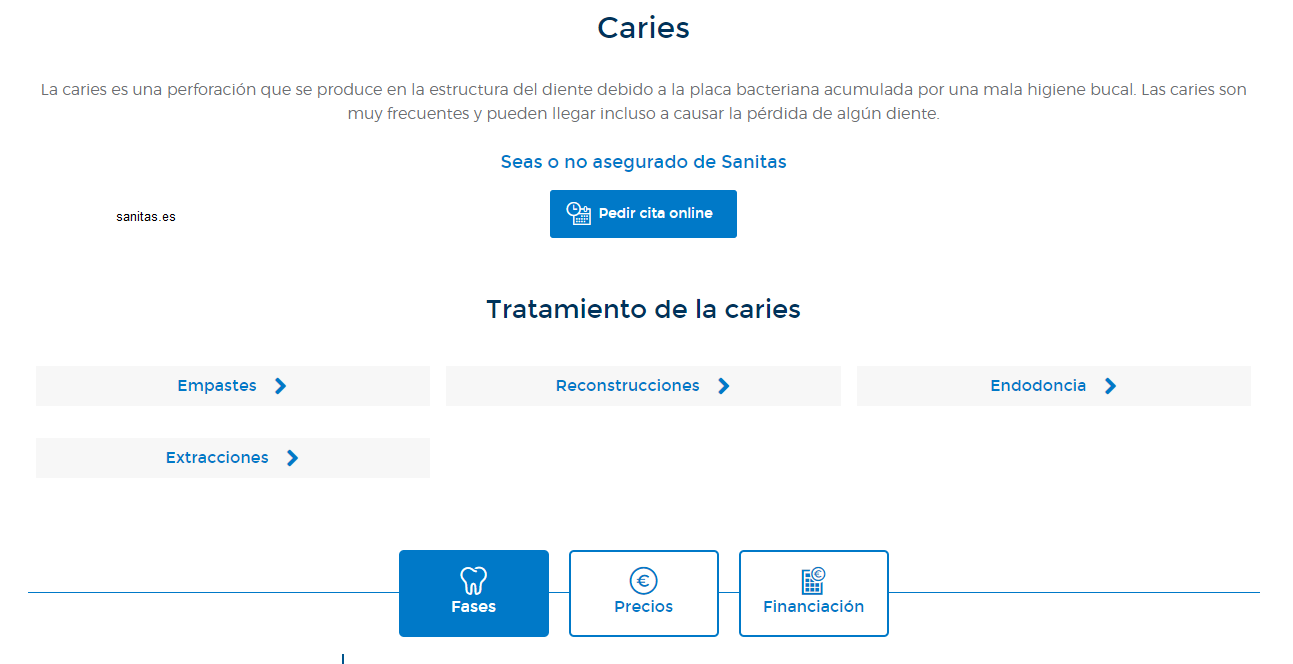 Caries
La caries es una perforación que se produce en la estructura del diente debido a la placa bacteriana acumulada por una mala higiene bucal. Las caries son
muy frecuentes y pueden llegar incluso a causar la pérdida de algún diente.
Seas o no asegurado de Sanitas
Pedir cita online
sanitas.es
Tratamiento de la caries
Empastes
Reconstrucciones
Endodoncia
Extracciones
Fases
Precios
Financiación